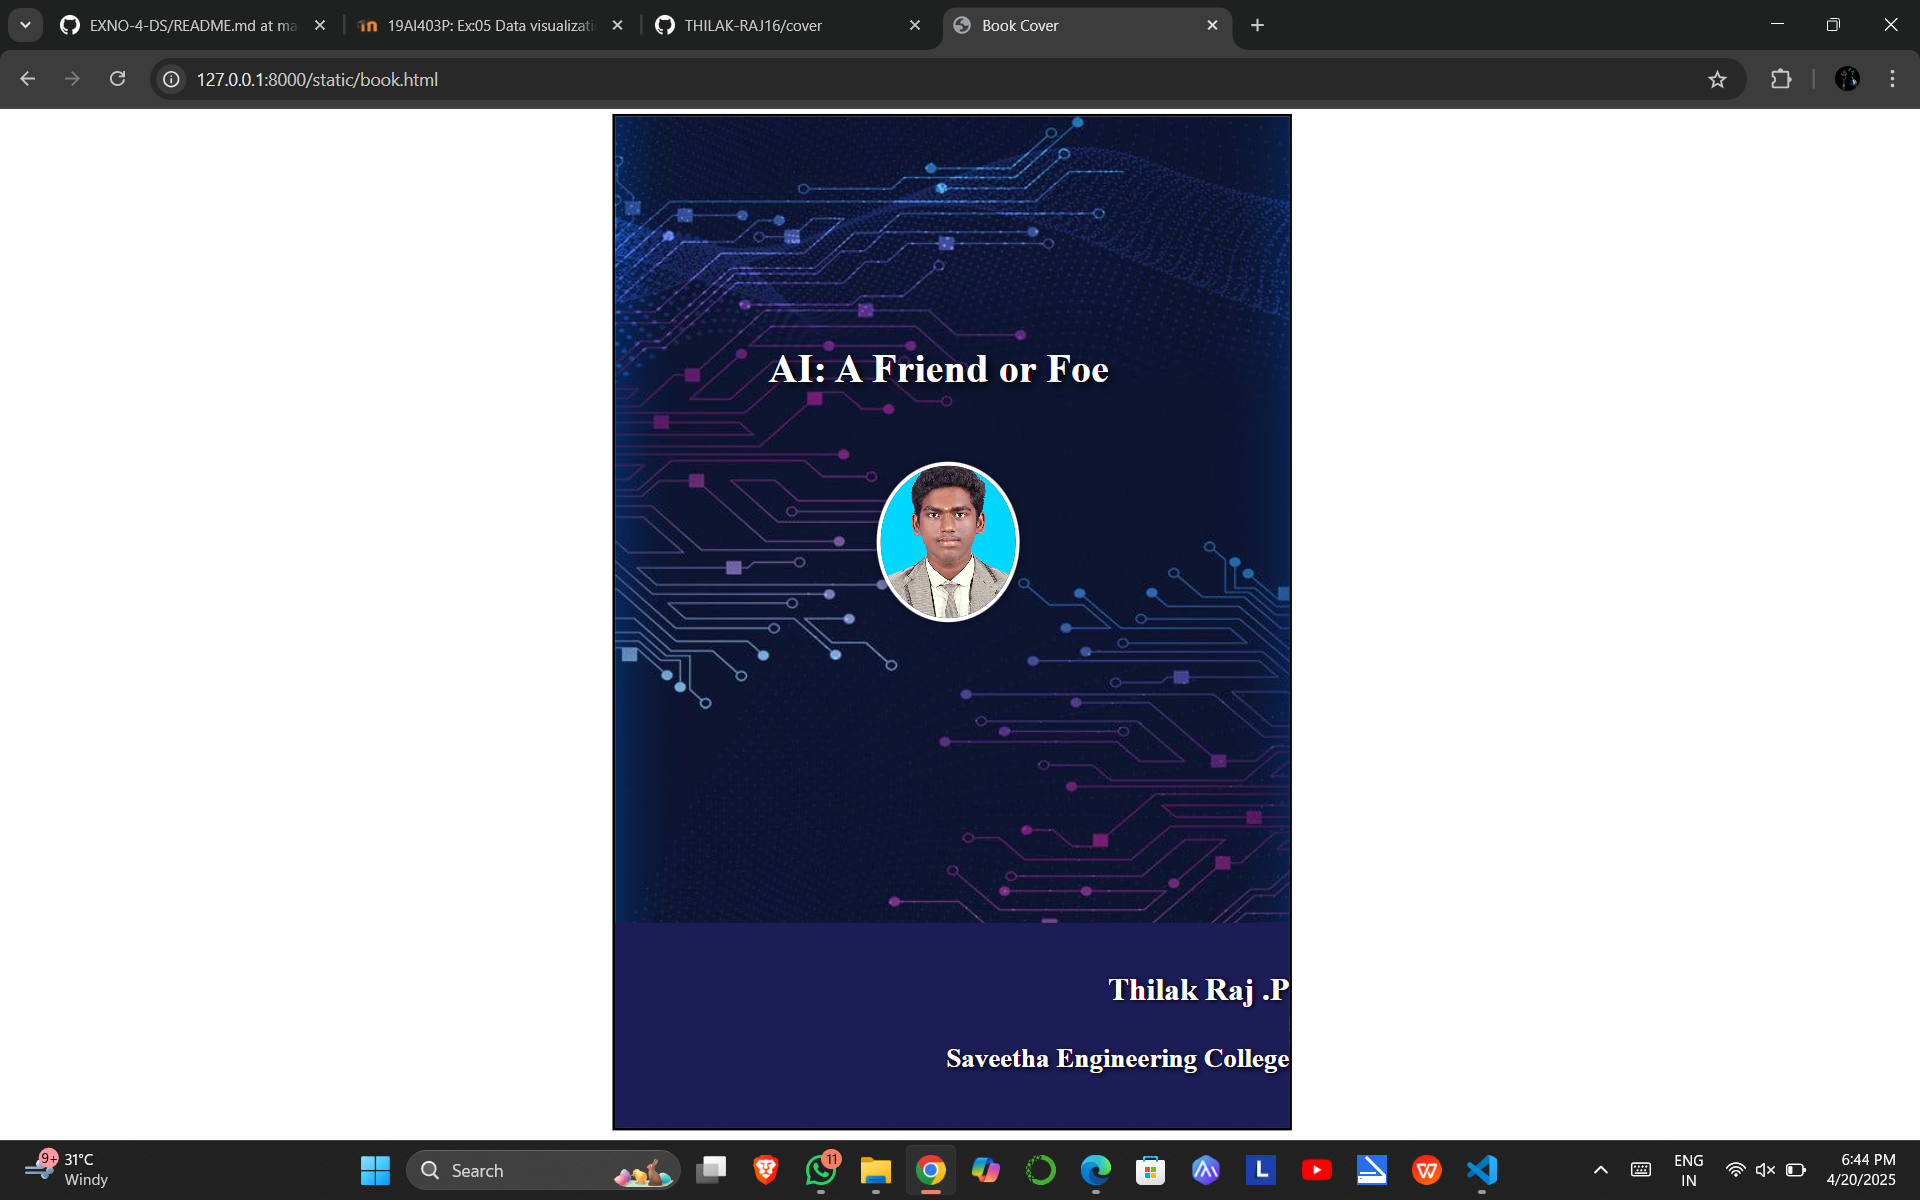 EXNO-4-DS/README.md at ma
19AI403P: Ex:05 Data visualizati
THILAK-RAJ16/cover
Book Cover
127.0.0.1:8000/static/book.html
AI: A Friend or Foe
Thilak Raj .P
Saveetha Engineering College
9+
31°C
Windy
Search
11
L
W
ENG
IN
6:44 PM
4/20/2025